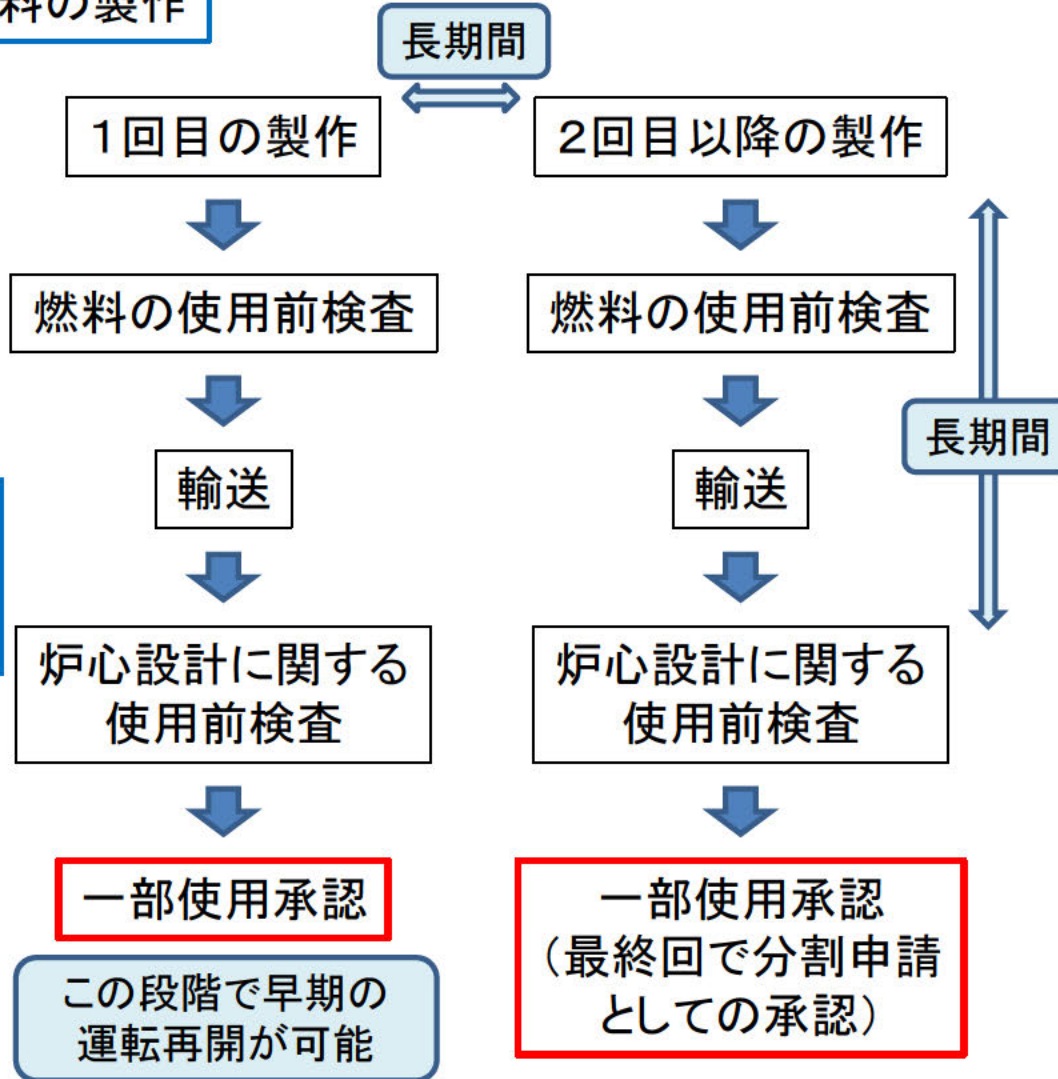 料の製作
長期間
1回目の製作
2回目以降の製作
燃料の使用前検査
燃料の使用前検査
輸送
輸送
長期間
炉心設計に関する
使用前検査
炉心設計に関する
使用前検査
一部使用承認
一部使用承認
（最終回で分割申請
としての承認）
この段階で早期の
運転再開が可能